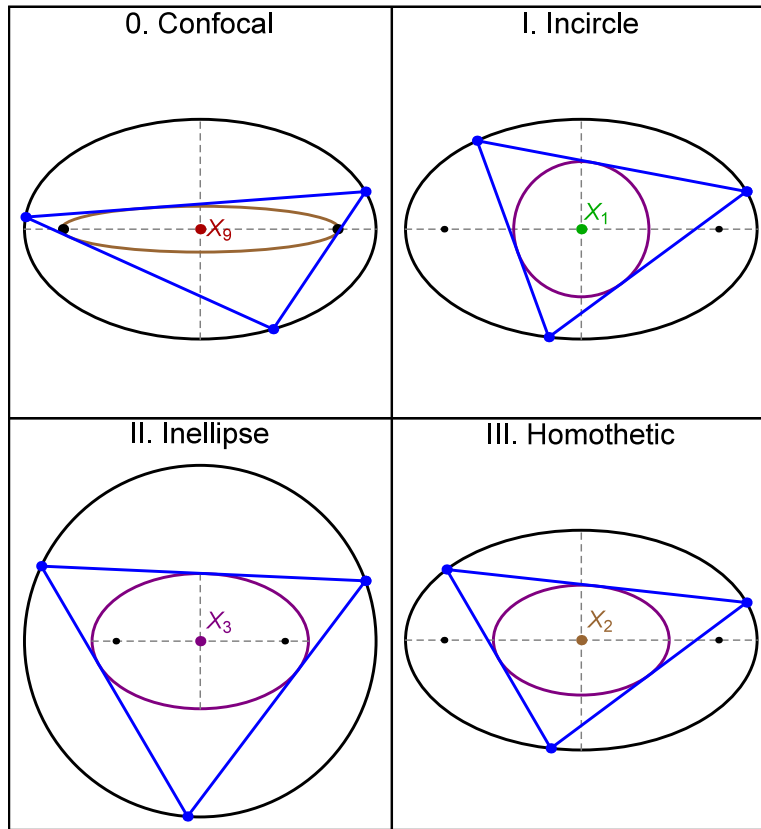 0. Confocal
I. Incircle
X₉
X₁
II. Inellipse
III. Homothetic
X₃
X₂